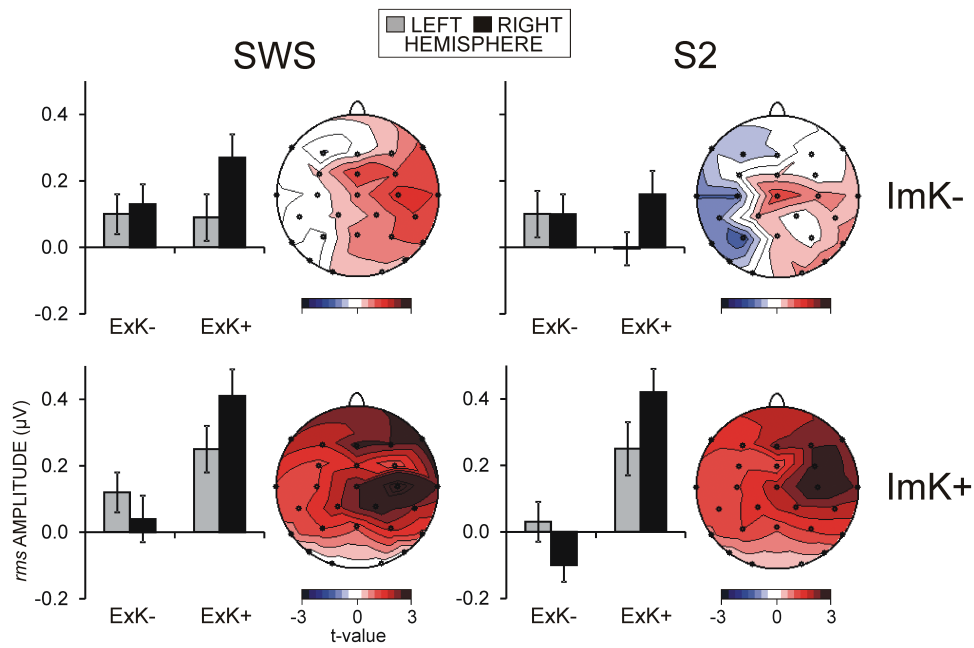 LEFT RIGHT
HEMISPHERE
SWS
S2
0.4
0.2
0.0
-0.2
ExK-
ExK+
0.4
0.2
0.0
-0.2
ExK-
ExK+
ImK-
rms AMPLITUDE (µV)
0.4
0.2
0.0
-0.2
ExK-
ExK+
-3
0
3
t-value
0.4
0.2
0.0
-0.2
ExK-
ExK+
-3
0
3
ImK+